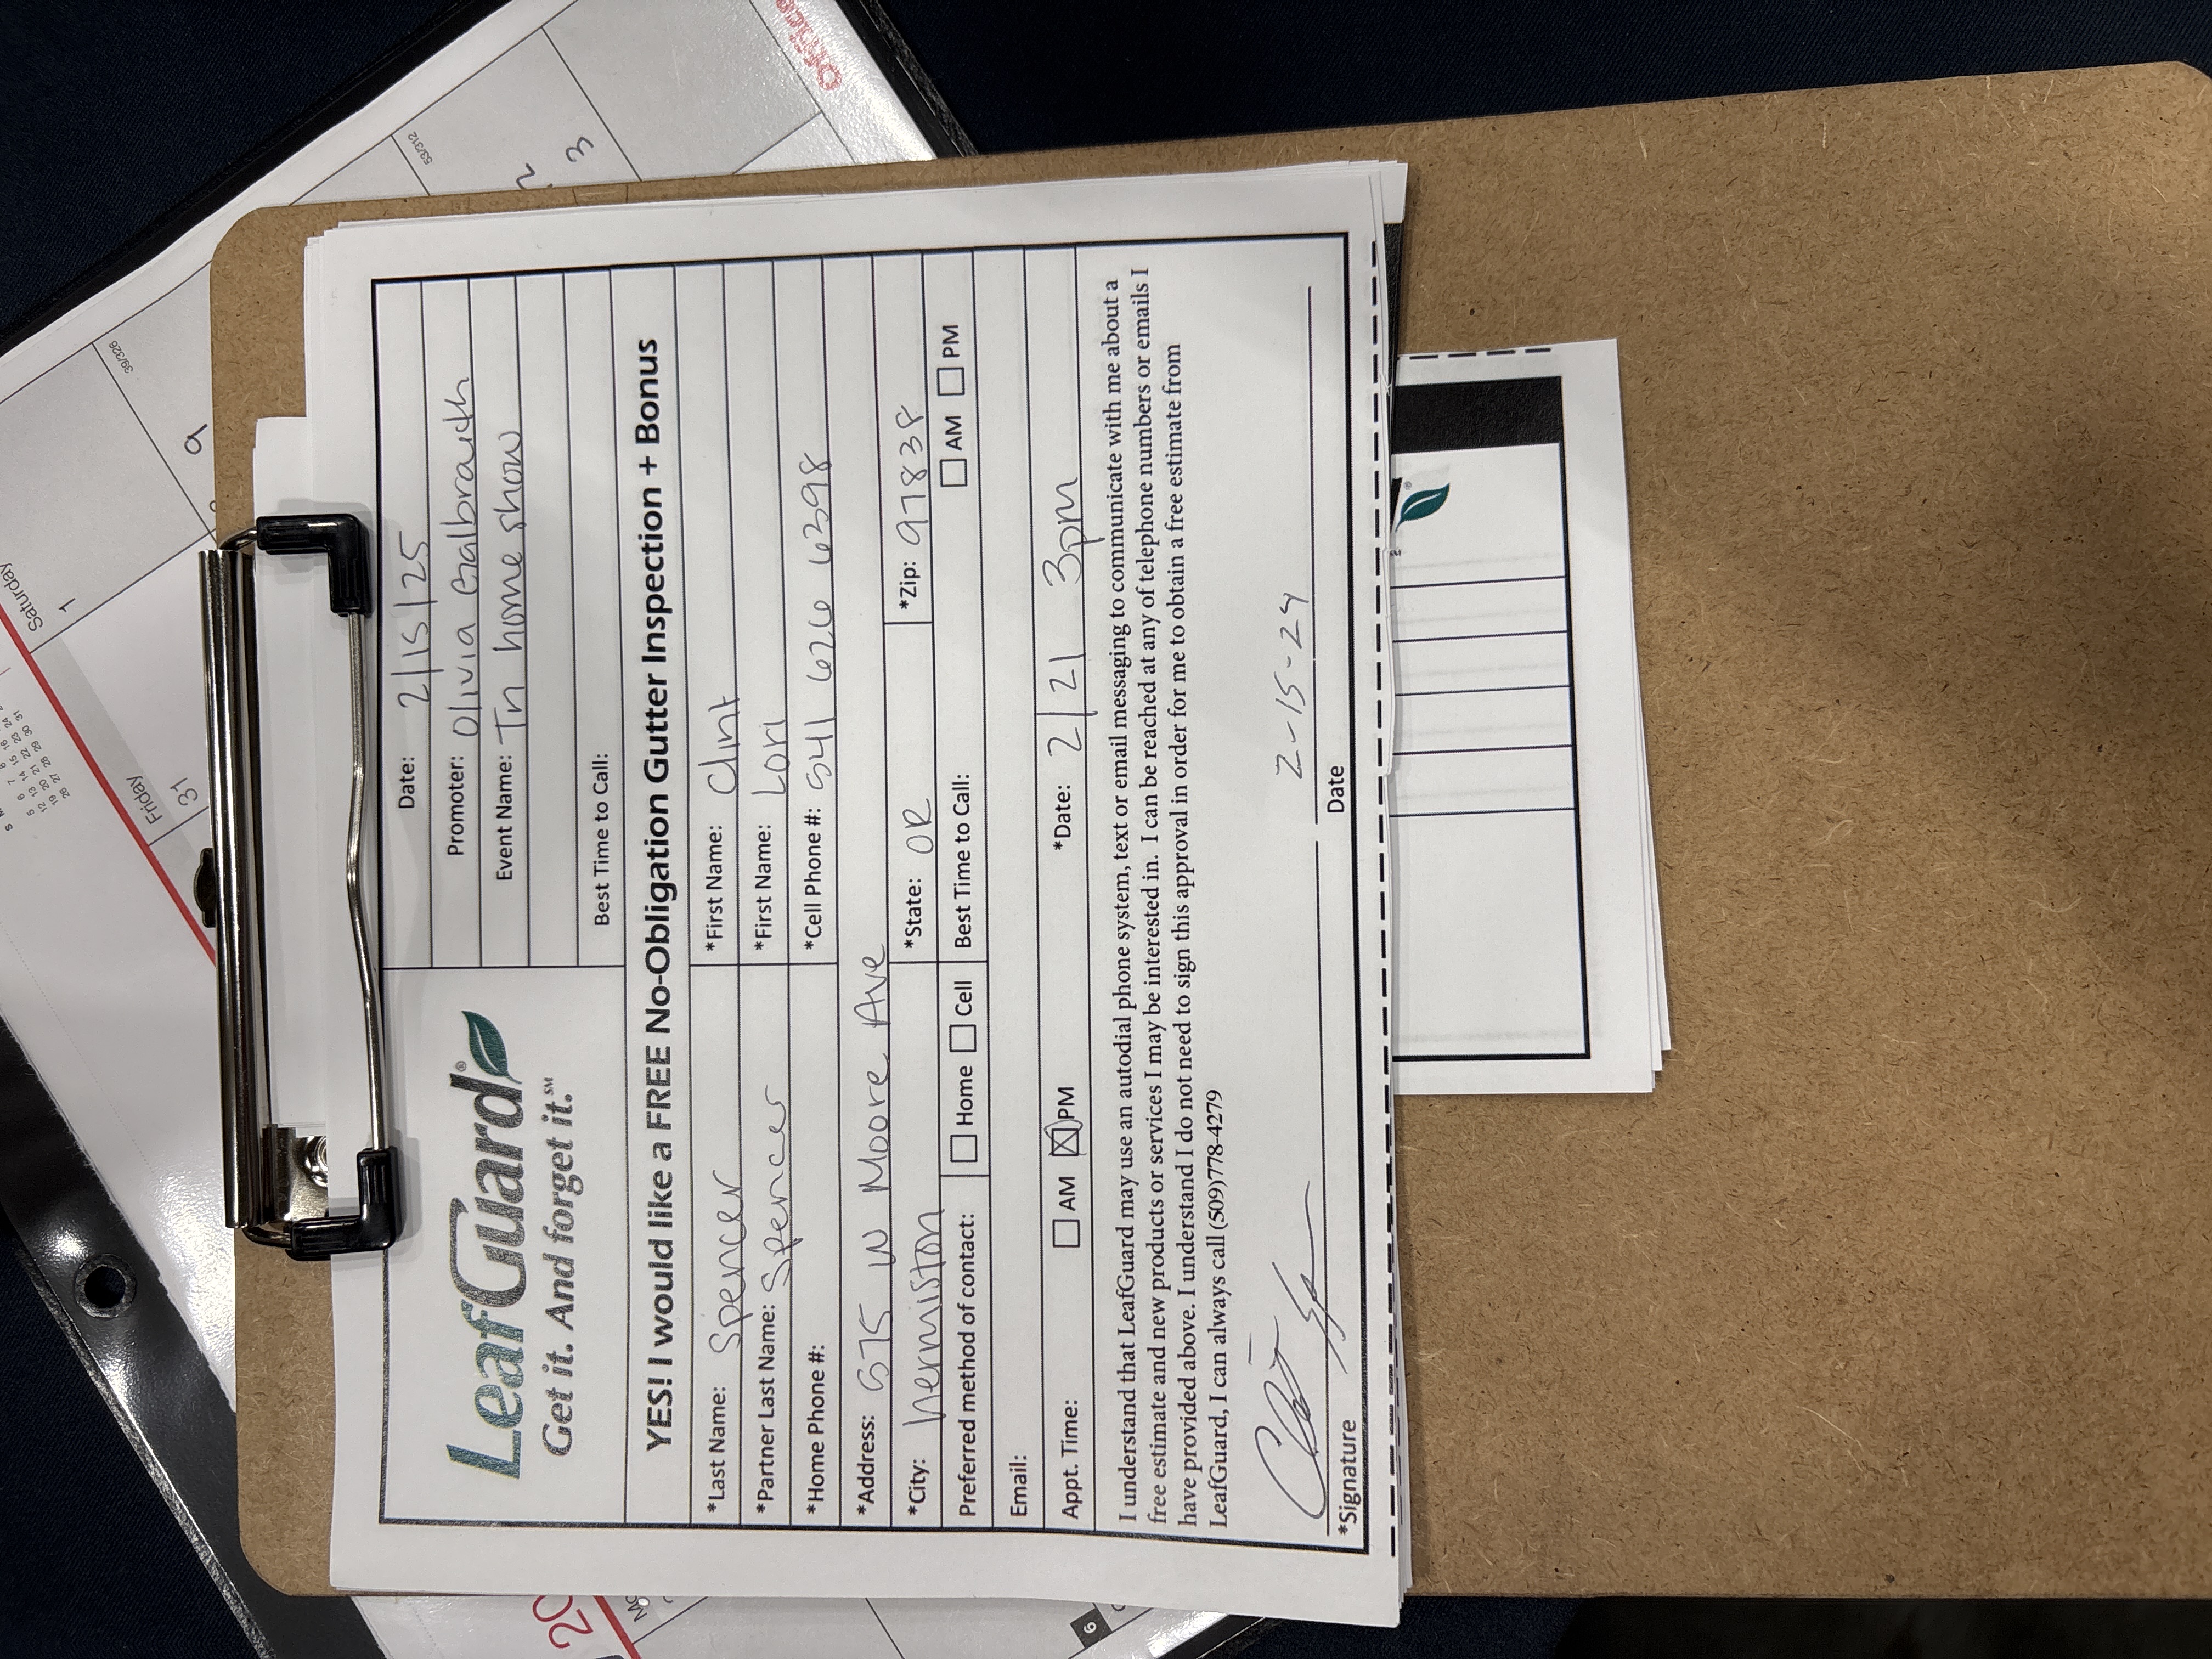 5 6 7 8
12 13 14 15 16
19 20 21 22 23 24
26 27 28 29 30 31
Saturday
1
39/326
Friday
31
9
53/312
3
20
6
Office
LeafGuard®
Get it. And forget it.℠
Date: 2/15/25
Promoter: Olivia Galbraith
Event Name: Tri home show
Best Time to Call:
YES! I would like a FREE No-Obligation Gutter Inspection + Bonus
*Last Name: Spencer *First Name: Clint
*Partner Last Name: Spencer *First Name: Lori
*Home Phone #: *Cell Phone #: 541 626 6398
*Address: 575 W Moore Ave
*City: hermiston *State: OR *Zip: 97838
Preferred method of contact: Home Cell Best Time to Call: AM PM
Email:
Appt. Time: AM PM *Date: 2/21 3pm
I understand that LeafGuard may use an autodial phone system, text or email messaging to communicate with me about a
free estimate and new products or services I may be interested in. I can be reached at any of telephone numbers or emails I
have provided above. I understand I do not need to sign this approval in order for me to obtain a free estimate from
LeafGuard, I can always call (509)778-4279
2-15-24
*Signature Date